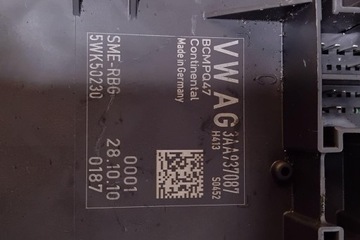 VW AG 3AA937087
BCMPQ47 H413 S0452
Continental
Made in Germany
0001
SME-RBG 28.10.10
5WK50230 0187